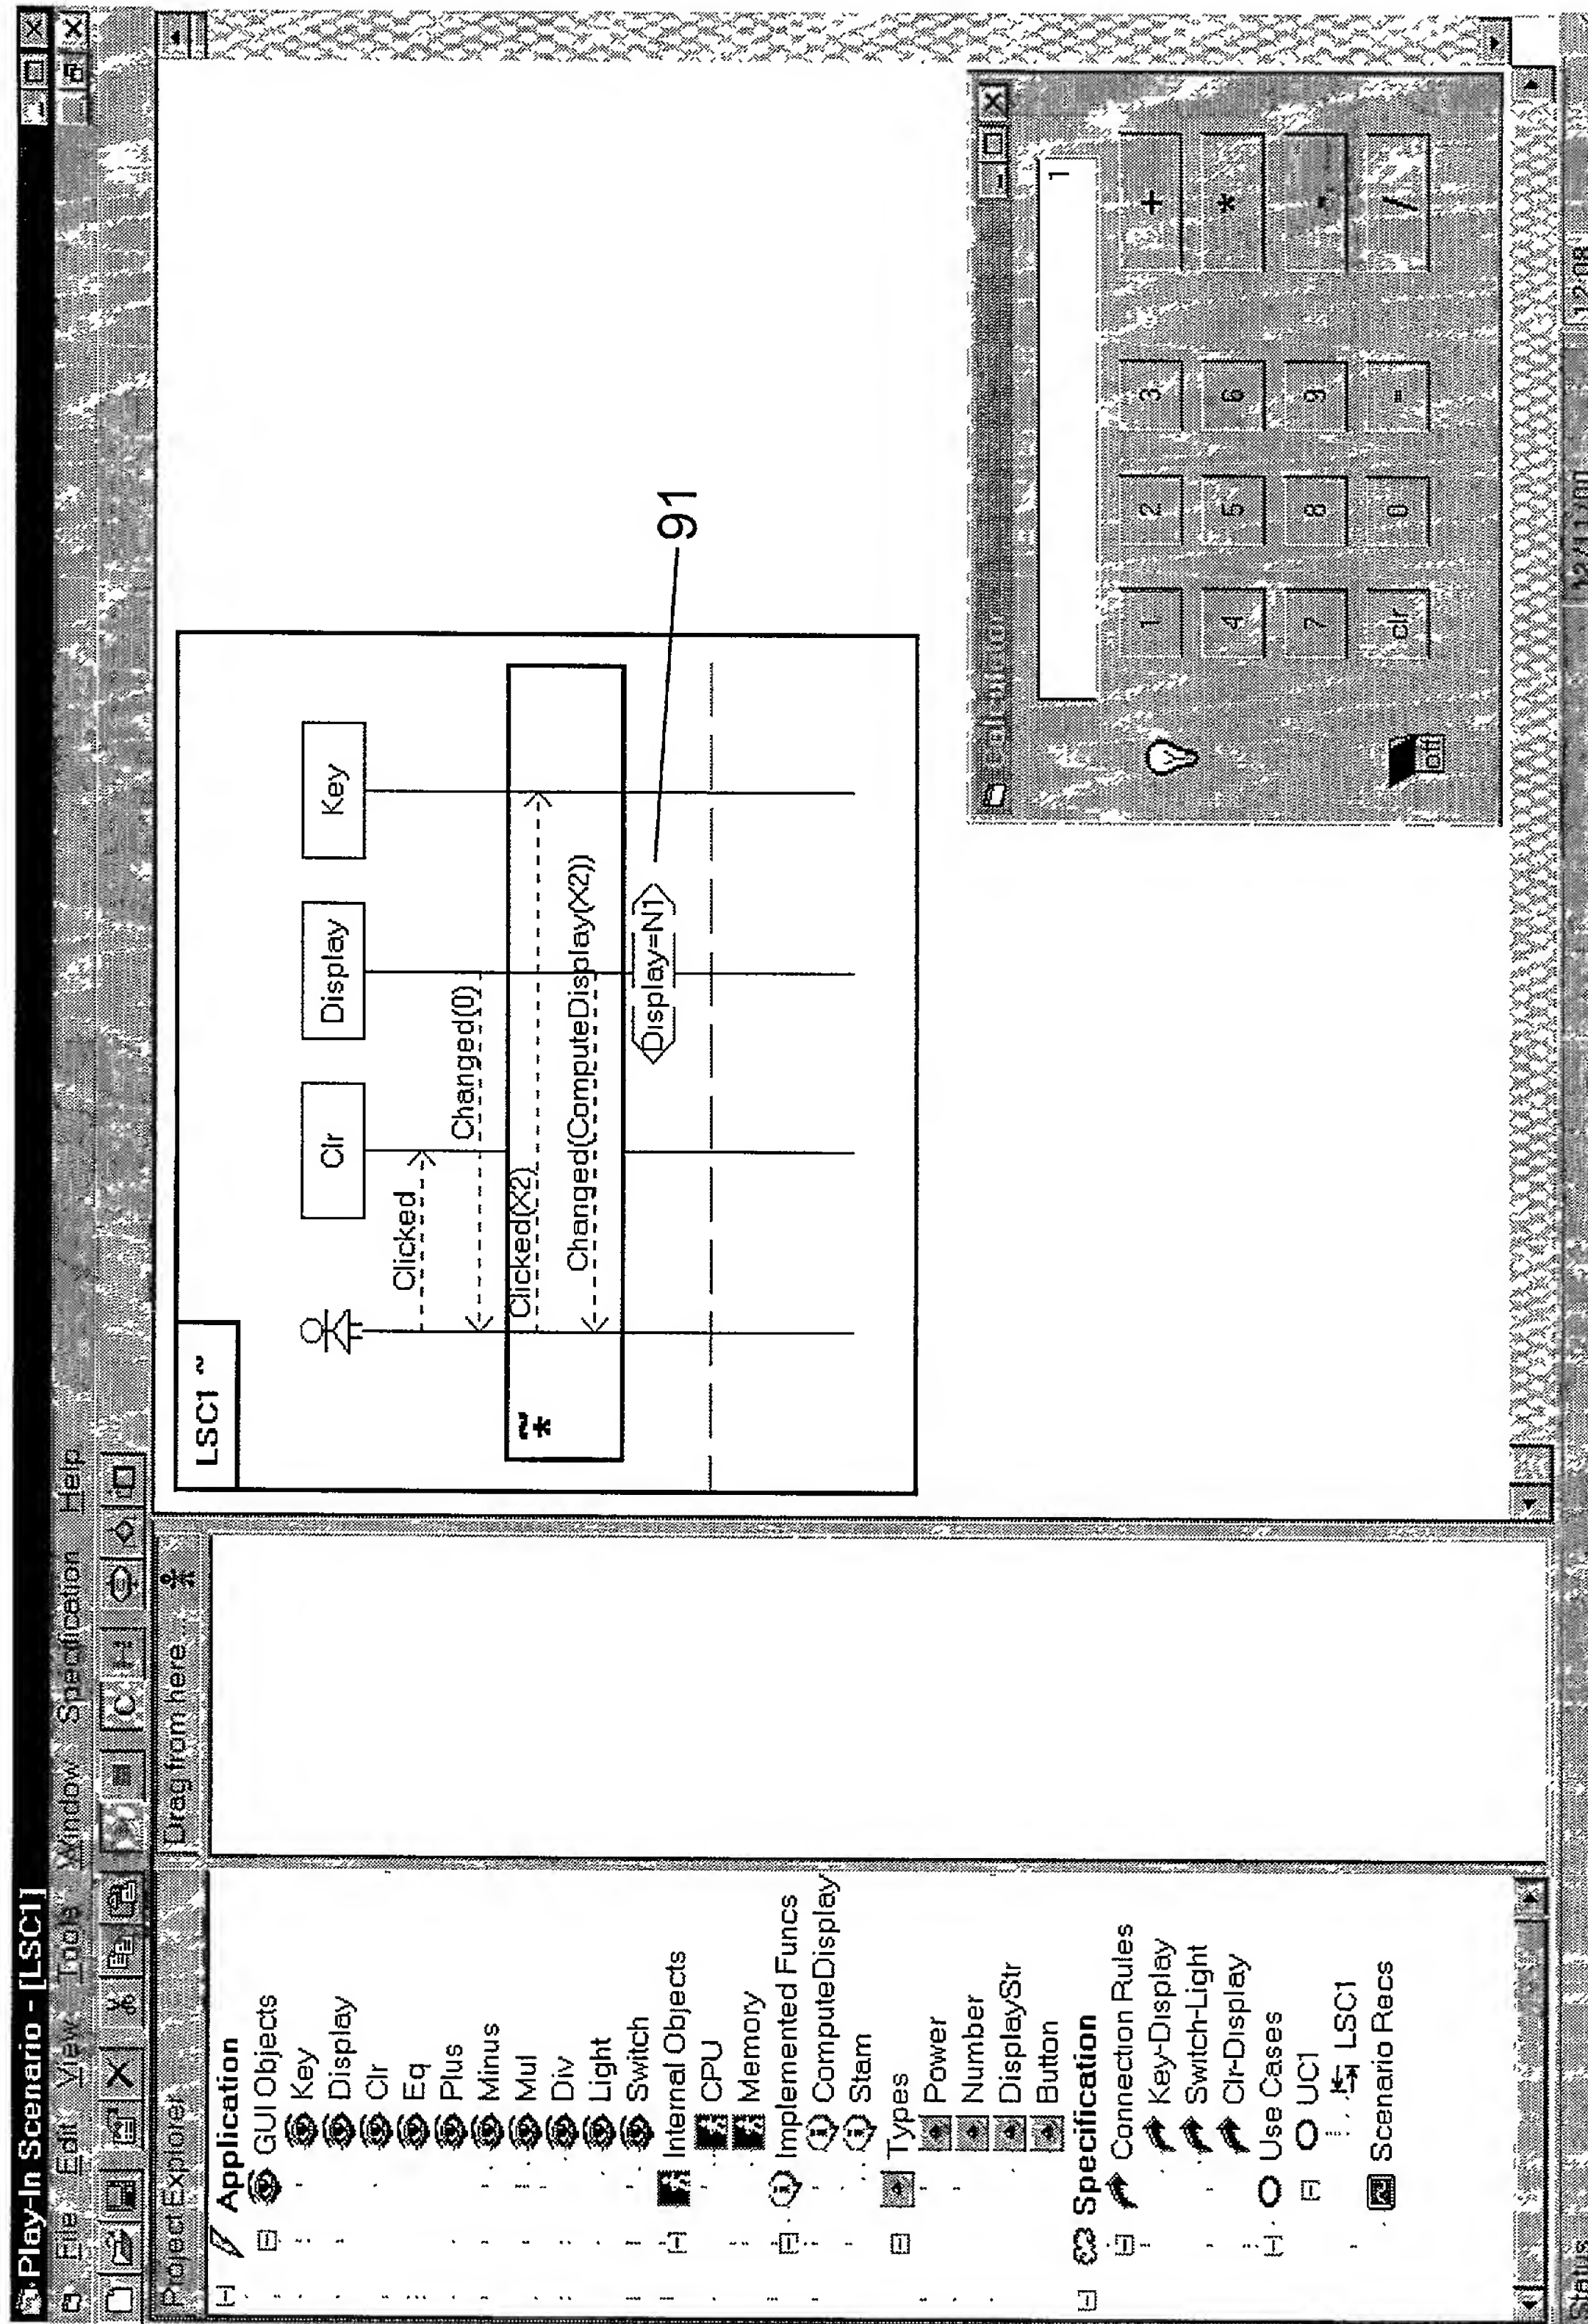 Play-In Scenario - [LSC1]
File Edit View Tools Window Specification Help
Project Explorer
Drag from here...
Application
GUI Objects
Key
Display
Clr
Eq
Plus
Minus
Mul
Div
Light
Switch
Internal Objects
CPU
Memory
Implemented Funcs
ComputeDisplay
Stam
Types
Power
Number
DisplayStr
Button
Specification
Connection Rules
Key-Display
Switch-Light
Clr-Display
Use Cases
UC1
LSC1
Scenario Recs
LSC1 ~
Clr Display Key
Clicked
Changed(0)
~
*
Clicked(X2)
Changed(ComputeDisplay(X2))
Display=N1
91
1
1 2 3 +
4 5 6 *
7 8 9 -
clr 0 = /
off
Status
12:08